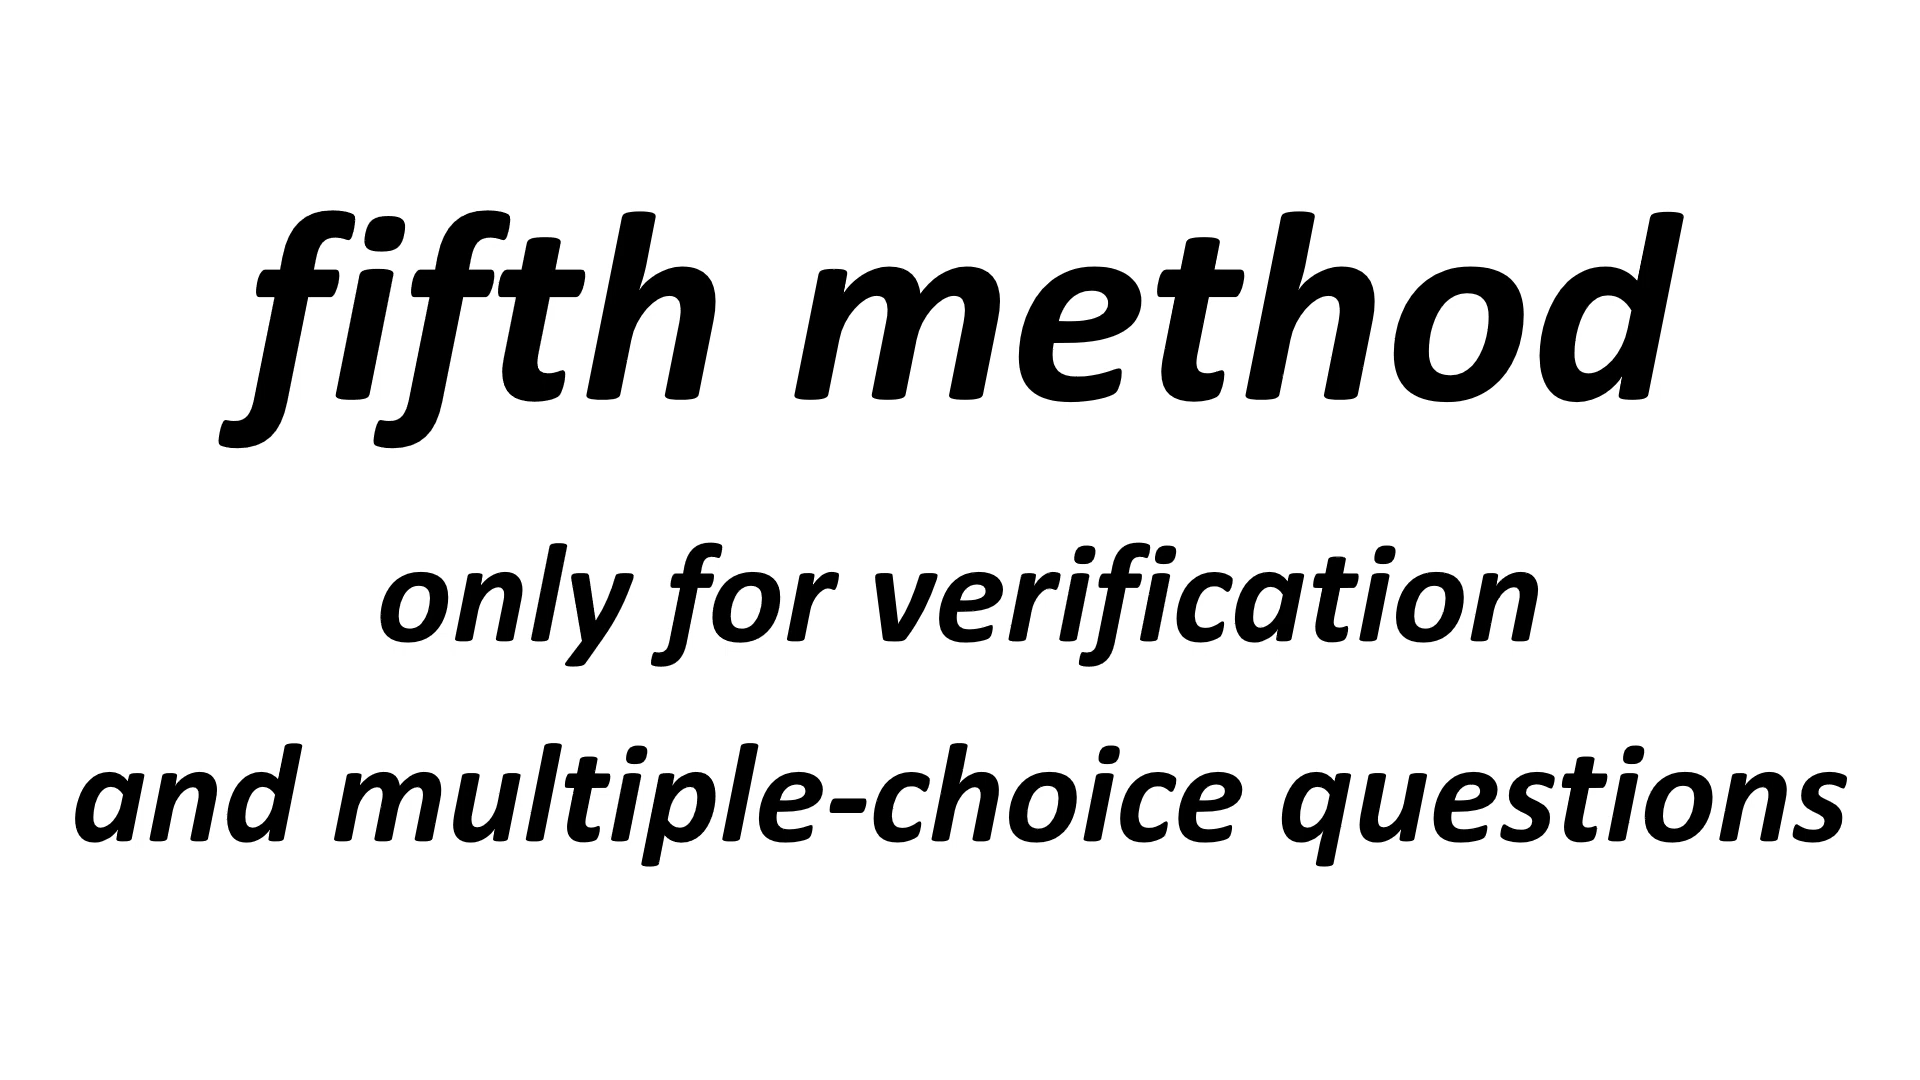 fifth method
only for verification
and multiple-choice questions